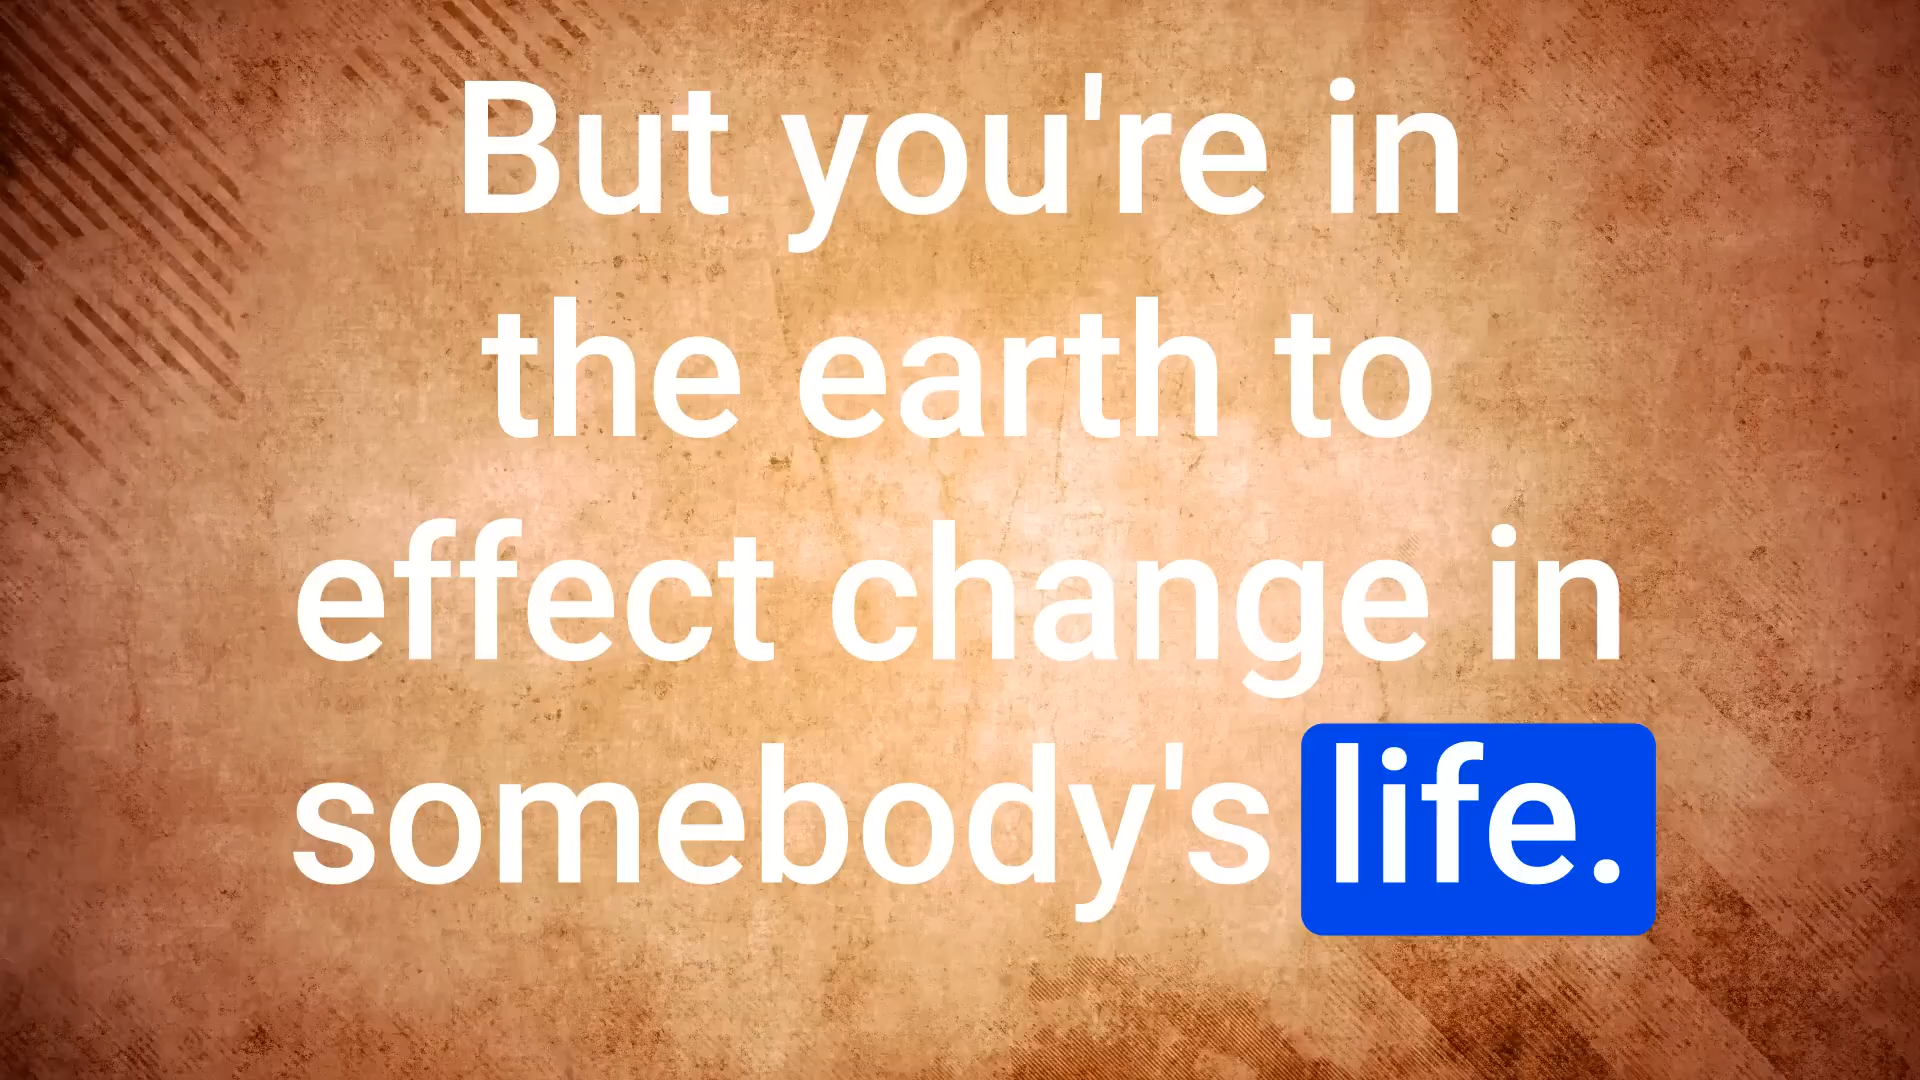 But you're in
the earth to
effect change in
somebody's life.